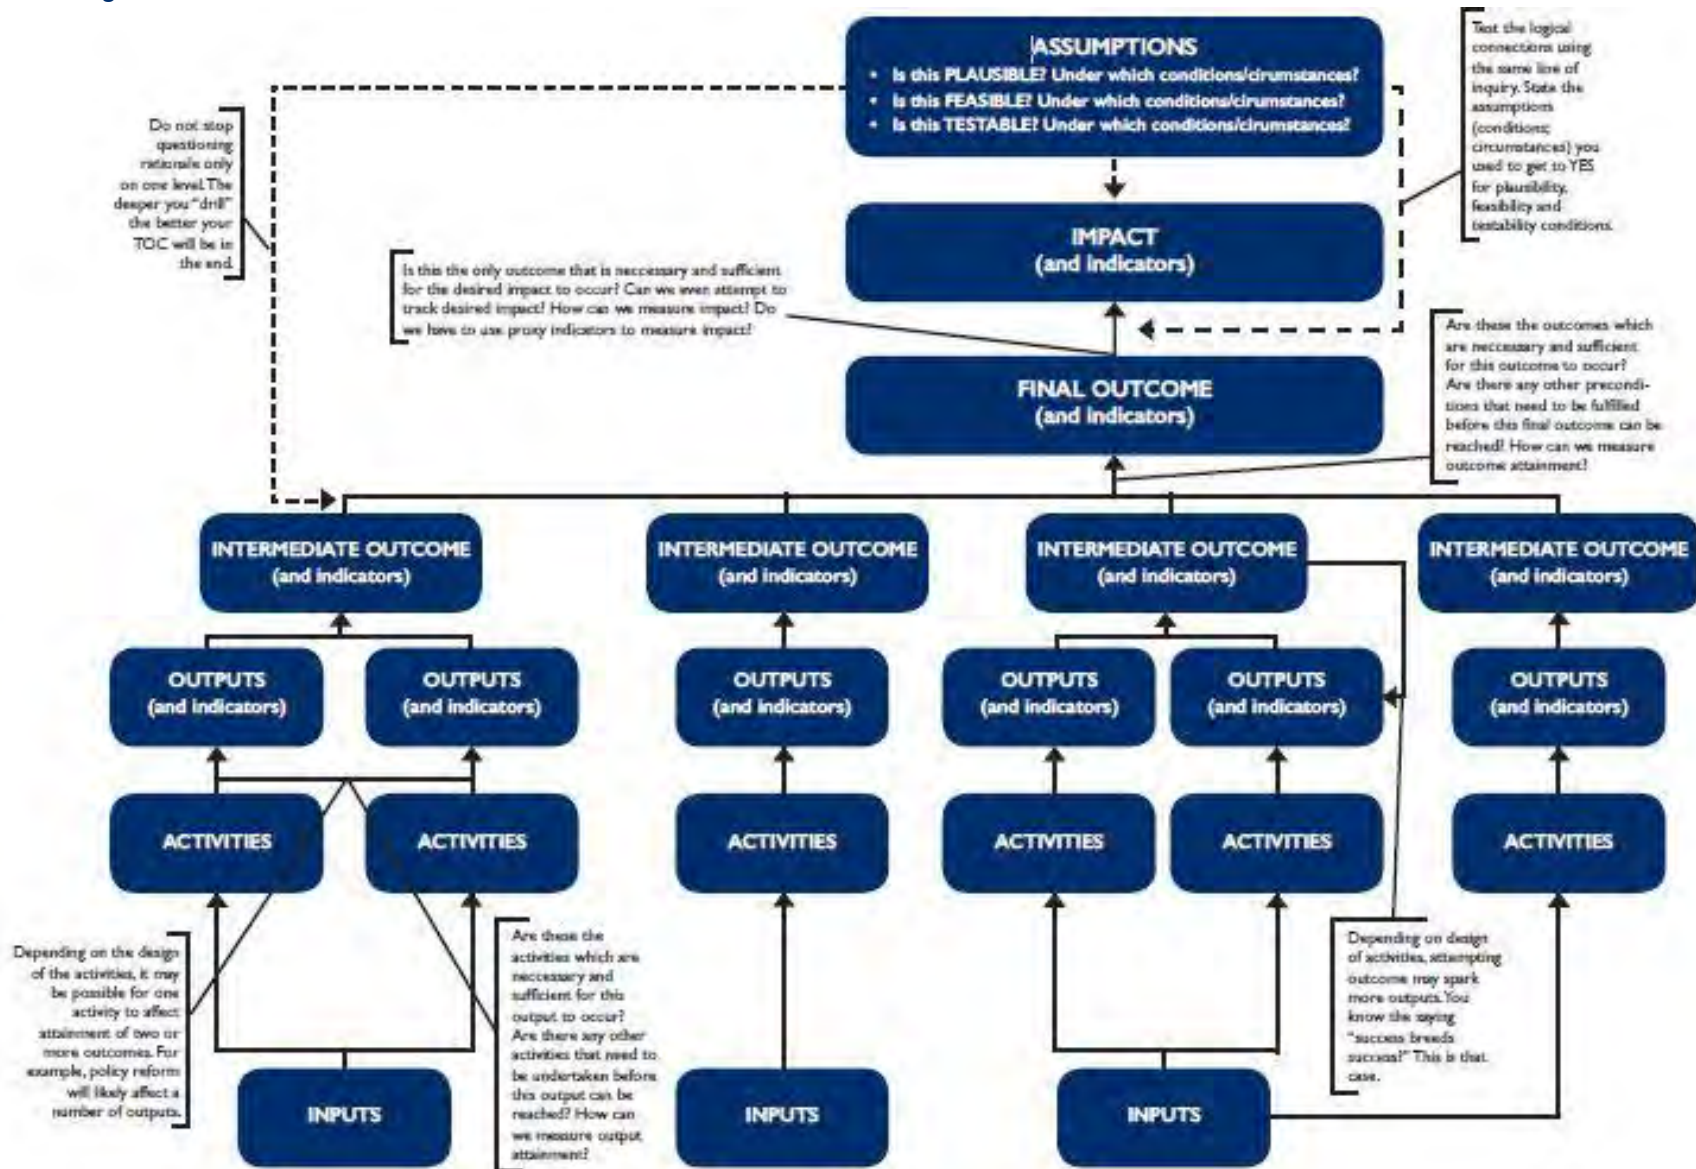 ASSUMPTIONS
• Is this PLAUSIBLE? Under which conditions/cirumstances?
• Is this FEASIBLE? Under which conditions/cirumstances?
• Is this TESTABLE? Under which conditions/cirumstances?
Test the logical
connections using
the same line of
inquiry. State the
assumptions
(conditions;
circumstances) you
used to get to YES
for plausibility,
feasibility and
testability conditions.
Do not stop
questioning
rationale only
on one level. The
deeper you "drill"
the better your
TOC will be in
the end.
IMPACT
(and indicators)
Is this the only outcome that is neccessary and sufficient
for the desired impact to occur? Can we even attempt to
track desired impact? How can we measure impact? Do
we have to use proxy indicators to measure impact?
FINAL OUTCOME
(and indicators)
Are these the outcomes which
are neccessary and sufficient
for this outcome to occur?
Are there any other precondi-
tions that need to be fulfilled
before this final outcome can be
reached? How can we measure
outcome attainment?
INTERMEDIATE OUTCOME
(and indicators)
INTERMEDIATE OUTCOME
(and indicators)
INTERMEDIATE OUTCOME
(and indicators)
INTERMEDIATE OUTCOME
(and indicators)
OUTPUTS
(and indicators)
OUTPUTS
(and indicators)
OUTPUTS
(and indicators)
OUTPUTS
(and indicators)
OUTPUTS
(and indicators)
OUTPUTS
(and indicators)
ACTIVITIES
ACTIVITIES
ACTIVITIES
ACTIVITIES
ACTIVITIES
ACTIVITIES
Depending on the design
of the activities, it may
be possible for one
activity to affect
attainment of two or
more outcomes. For
example, policy reform
will likely affect a
number of outputs.
Are these the
activities which are
neccessary and
sufficient for this
output to occur?
Are there any other
activities that need to
be undertaken before
this output can be
reached? How can
we measure output
attainment?
Depending on design
of activities, attempting
outcome may spark
more outputs. You
know the saying
"success breeds
success?" This is that
case.
INPUTS
INPUTS
INPUTS